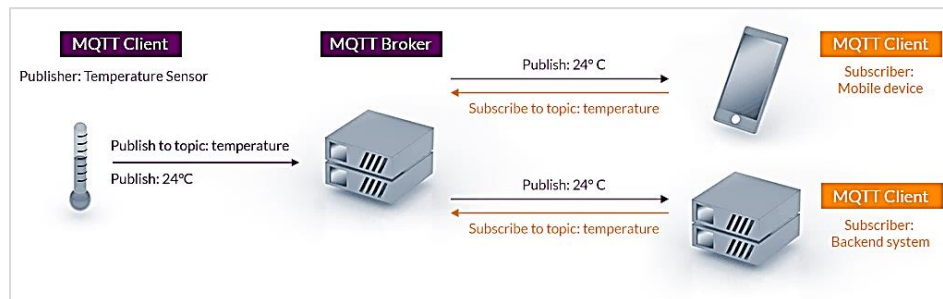 MQTT Client
Publisher: Temperature Sensor
Publish to topic: temperature
Publish: 24°C
MQTT Broker
Publish: 24° C
Subscribe to topic: temperature
MQTT Client
Subscriber:
Mobile device
Publish: 24° C
Subscribe to topic: temperature
MQTT Client
Subscriber:
Backend system